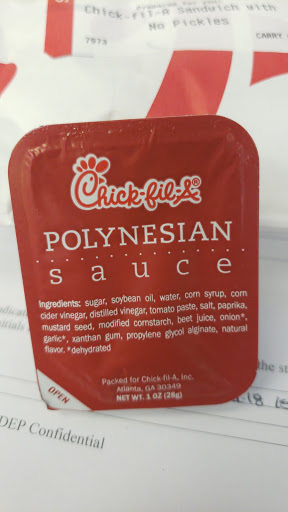 Chick-fil-A Sandwich with
No Pickles
7973
CARRY
Chick-fil-A®
POLYNESIAN
sauce
Ingredients: sugar, soybean oil, water, corn syrup, corn
cider vinegar, distilled vinegar, tomato paste, salt, paprika,
mustard seed, modified cornstarch, beet juice, onion*,
garlic*, xanthan gum, propylene glycol alginate, natural
flavor. *dehydrated
Packed for Chick-fil-A, Inc.
Atlanta, GA 30349
NET WT. 1 OZ (28g)
OPEN
DEP Confidential